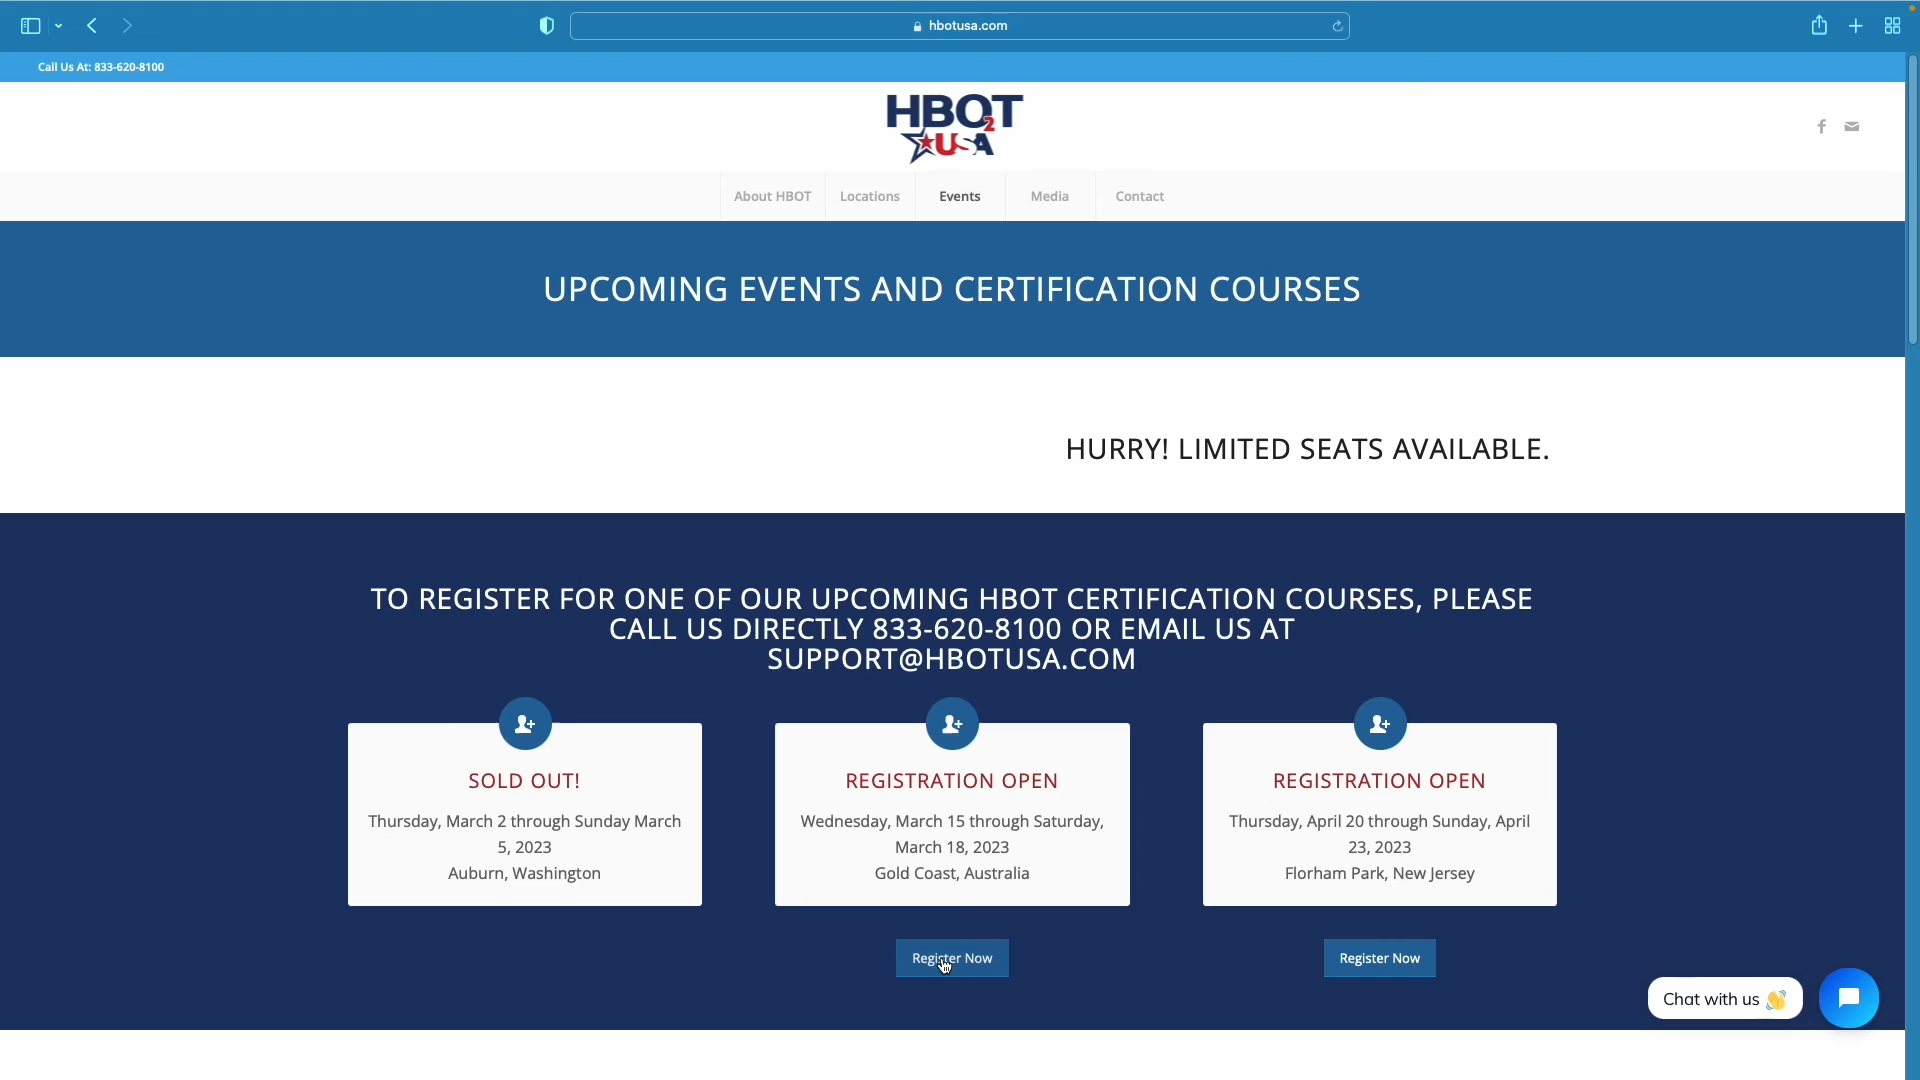 hbotusa.com
Call Us At: 833-620-8100
HBO2T
USA
About HBOT
Locations
Events
Media
Contact
UPCOMING EVENTS AND CERTIFICATION COURSES
HURRY! LIMITED SEATS AVAILABLE.
TO REGISTER FOR ONE OF OUR UPCOMING HBOT CERTIFICATION COURSES, PLEASE
CALL US DIRECTLY 833-620-8100 OR EMAIL US AT
SUPPORT@HBOTUSA.COM
SOLD OUT!
Thursday, March 2 through Sunday March
5, 2023
Auburn, Washington
REGISTRATION OPEN
Wednesday, March 15 through Saturday,
March 18, 2023
Gold Coast, Australia
Register Now
REGISTRATION OPEN
Thursday, April 20 through Sunday, April
23, 2023
Florham Park, New Jersey
Register Now
Chat with us 👋